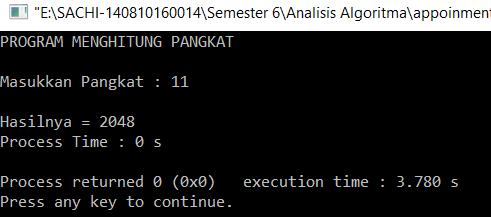 "E:\SACHI-140810160014\Semester 6\Analisis Algoritma\appoinment
PROGRAM MENGHITUNG PANGKAT
Masukkan Pangkat : 11
Hasilnya = 2048
Process Time : 0 s
Process returned 0 (0x0)   execution time : 3.780 s
Press any key to continue.